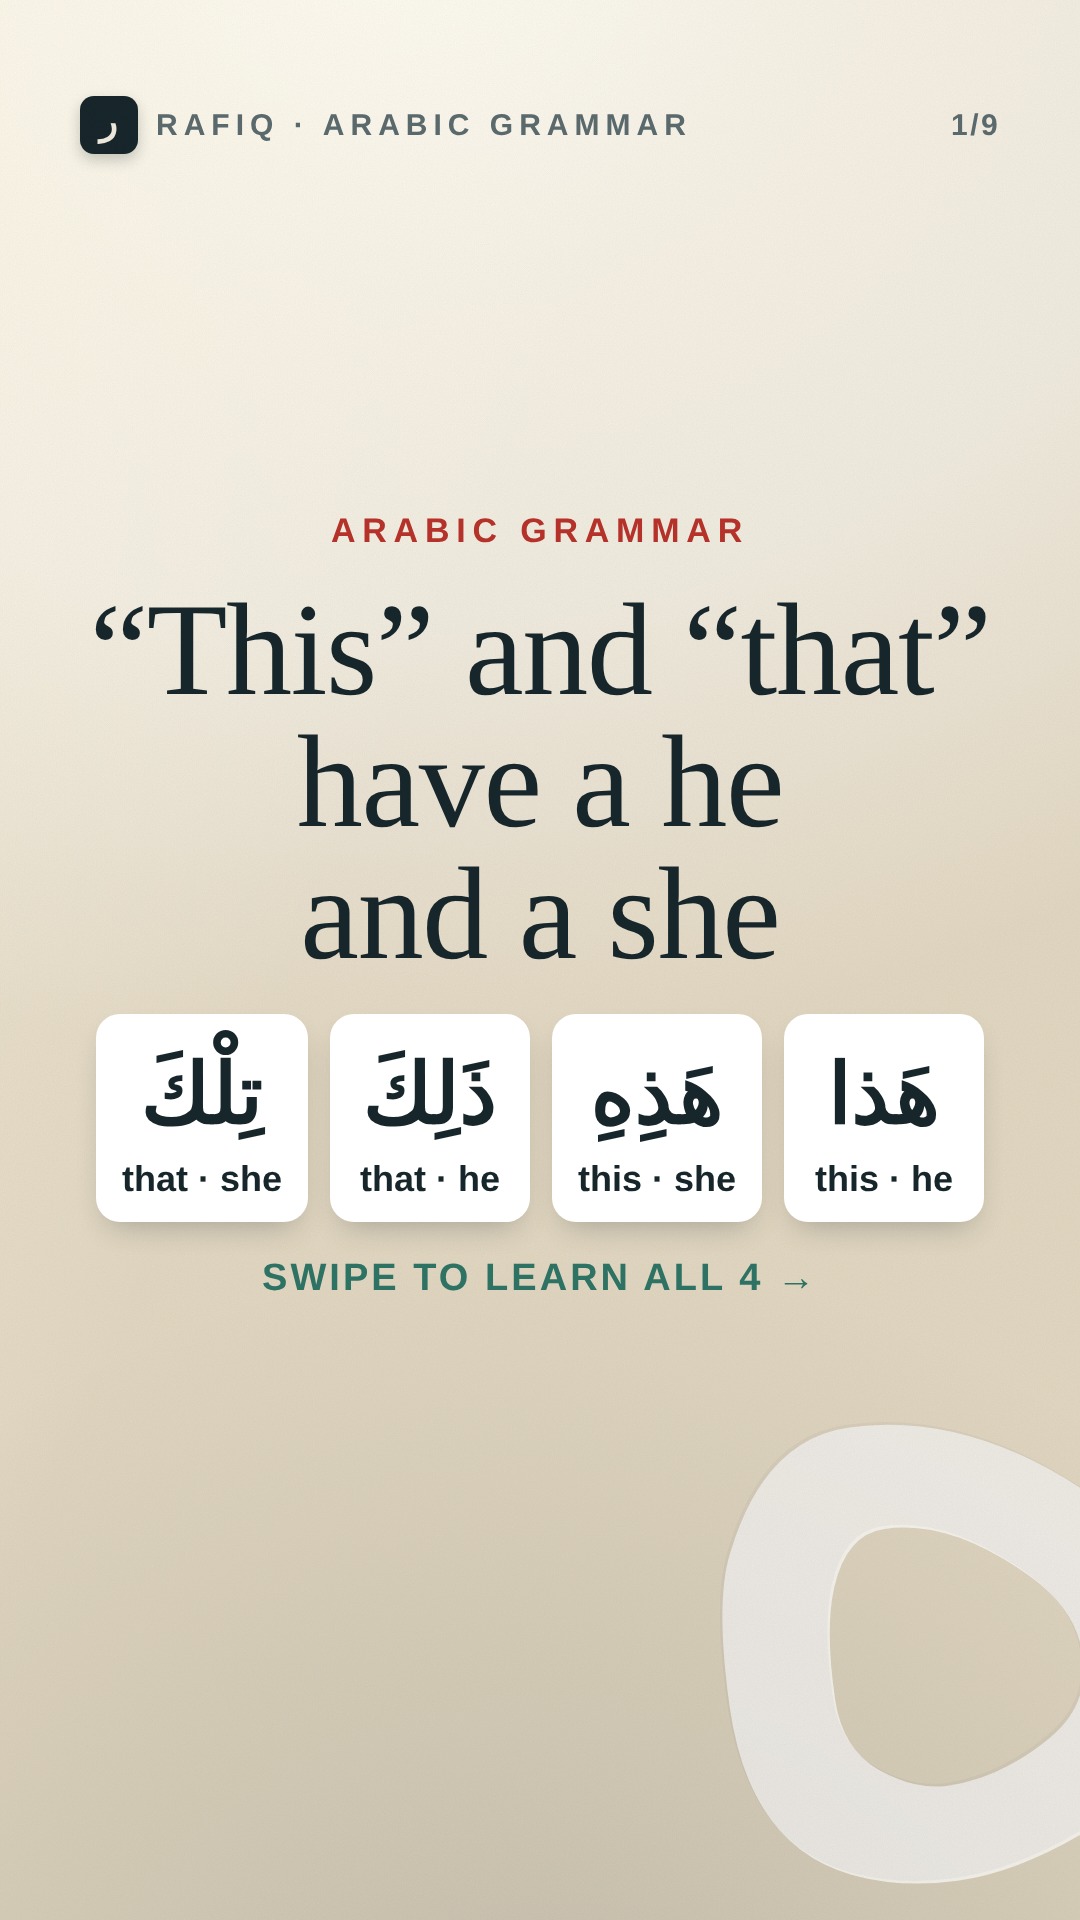 ر RAFIQ · ARABIC GRAMMAR 1/9
ARABIC GRAMMAR
“This” and “that”
have a he
and a she
تِلْكَ ذَلِكَ هَذِهِ هَذا
that · she that · he this · she this · he
SWIPE TO LEARN ALL 4 →
ه